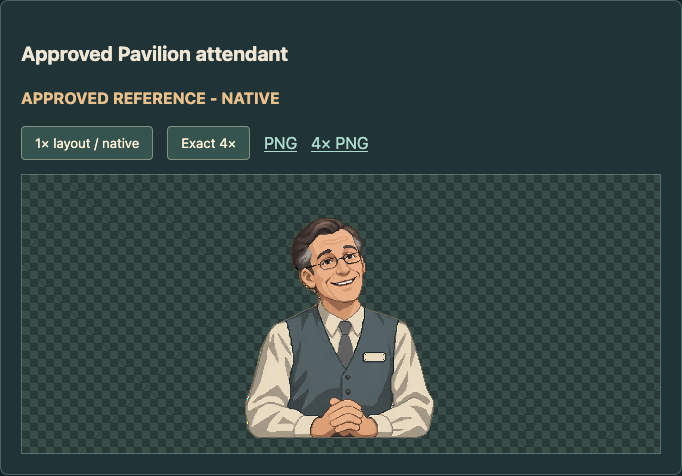 Approved Pavilion attendant
APPROVED REFERENCE - NATIVE
1× layout / native Exact 4× PNG 4× PNG